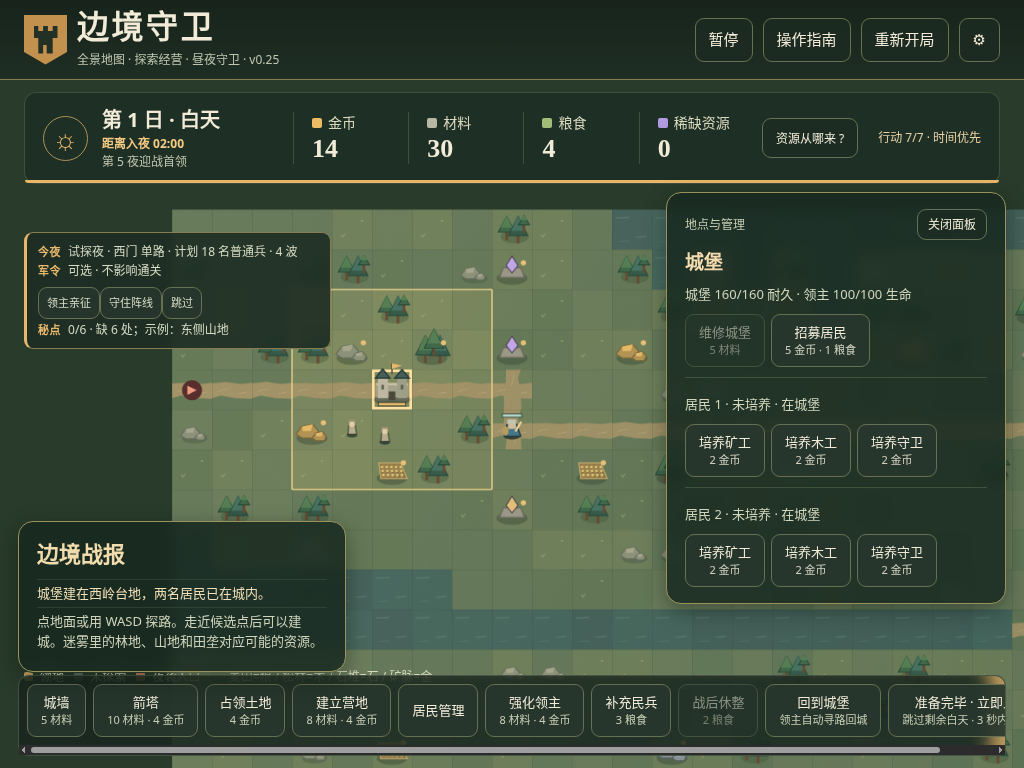 边境守卫
全景地图 · 探索经营 · 昼夜守卫 · v0.25
暂停
操作指南
重新开局
第 1 日 · 白天
距离入夜 02:00
第 5 夜迎战首领
金币
14
材料
30
粮食
4
稀缺资源
0
资源从哪来？
行动 7/7 · 时间优先
今夜 试探夜 · 西门 单路 · 计划 18 名普通兵 · 4 波
军令 可选 · 不影响通关
领主亲征 守住阵线 跳过
秘点 0/6 · 缺 6 处；示例：东侧山地
地点与管理
关闭面板
城堡
城堡 160/160 耐久 · 领主 100/100 生命
维修城堡
5 材料
招募居民
5 金币 · 1 粮食
居民 1 · 未培养 · 在城堡
培养矿工
2 金币
培养木工
2 金币
培养守卫
2 金币
居民 2 · 未培养 · 在城堡
培养矿工
2 金币
培养木工
2 金币
培养守卫
2 金币
边境战报
城堡建在西岭台地，两名居民已在城内。
点地面或用 WASD 探路。走近候选点后可以建
城。迷雾里的林地、山地和田垄对应可能的资源。
城墙
5 材料
箭塔
10 材料 · 4 金币
占领土地
4 金币
建立营地
8 材料 · 4 金币
居民管理
强化领主
8 材料 · 4 金币
补充民兵
3 粮食
战后休整
2 粮食
回到城堡
领主自动寻路回城
准备完毕 · 立即
跳过剩余白天 · 3 秒内